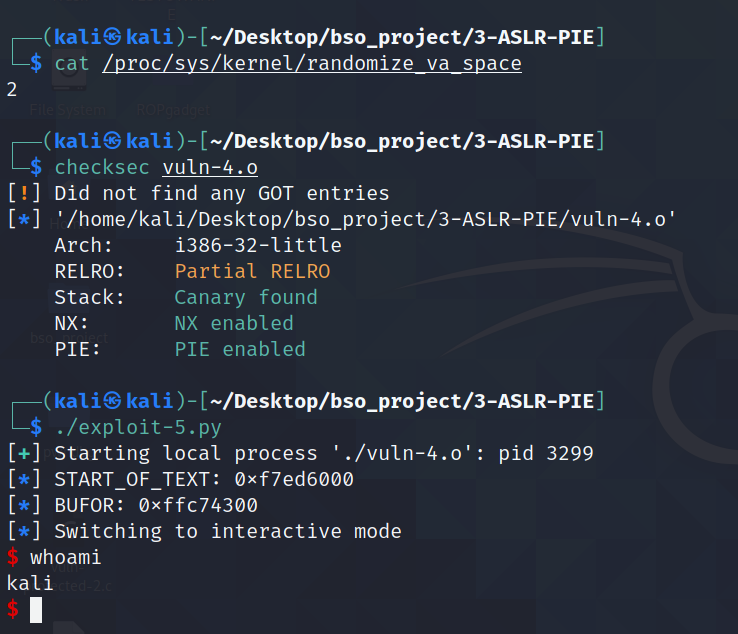 (kali㉿kali)-[~/Desktop/bso_project/3-ASLR-PIE]
$ cat /proc/sys/kernel/randomize_va_space
2
File System
(kali㉿kali)-[~/Desktop/bso_project/3-ASLR-PIE]
$ checksec vuln-4.o
[!] Did not find any GOT entries
[*] '/home/kali/Desktop/bso_project/3-ASLR-PIE/vuln-4.o'
Arch: i386-32-little
RELRO: Partial RELRO
Stack: Canary found
NX: NX enabled
PIE: PIE enabled
(kali㉿kali)-[~/Desktop/bso_project/3-ASLR-PIE]
$ ./exploit-5.py
[+] Starting local process './vuln-4.o': pid 3299
[*] START_OF_TEXT: 0xf7ed6000
[*] BUFOR: 0xffc74300
[*] Switching to interactive mode
$ whoami
kali
$